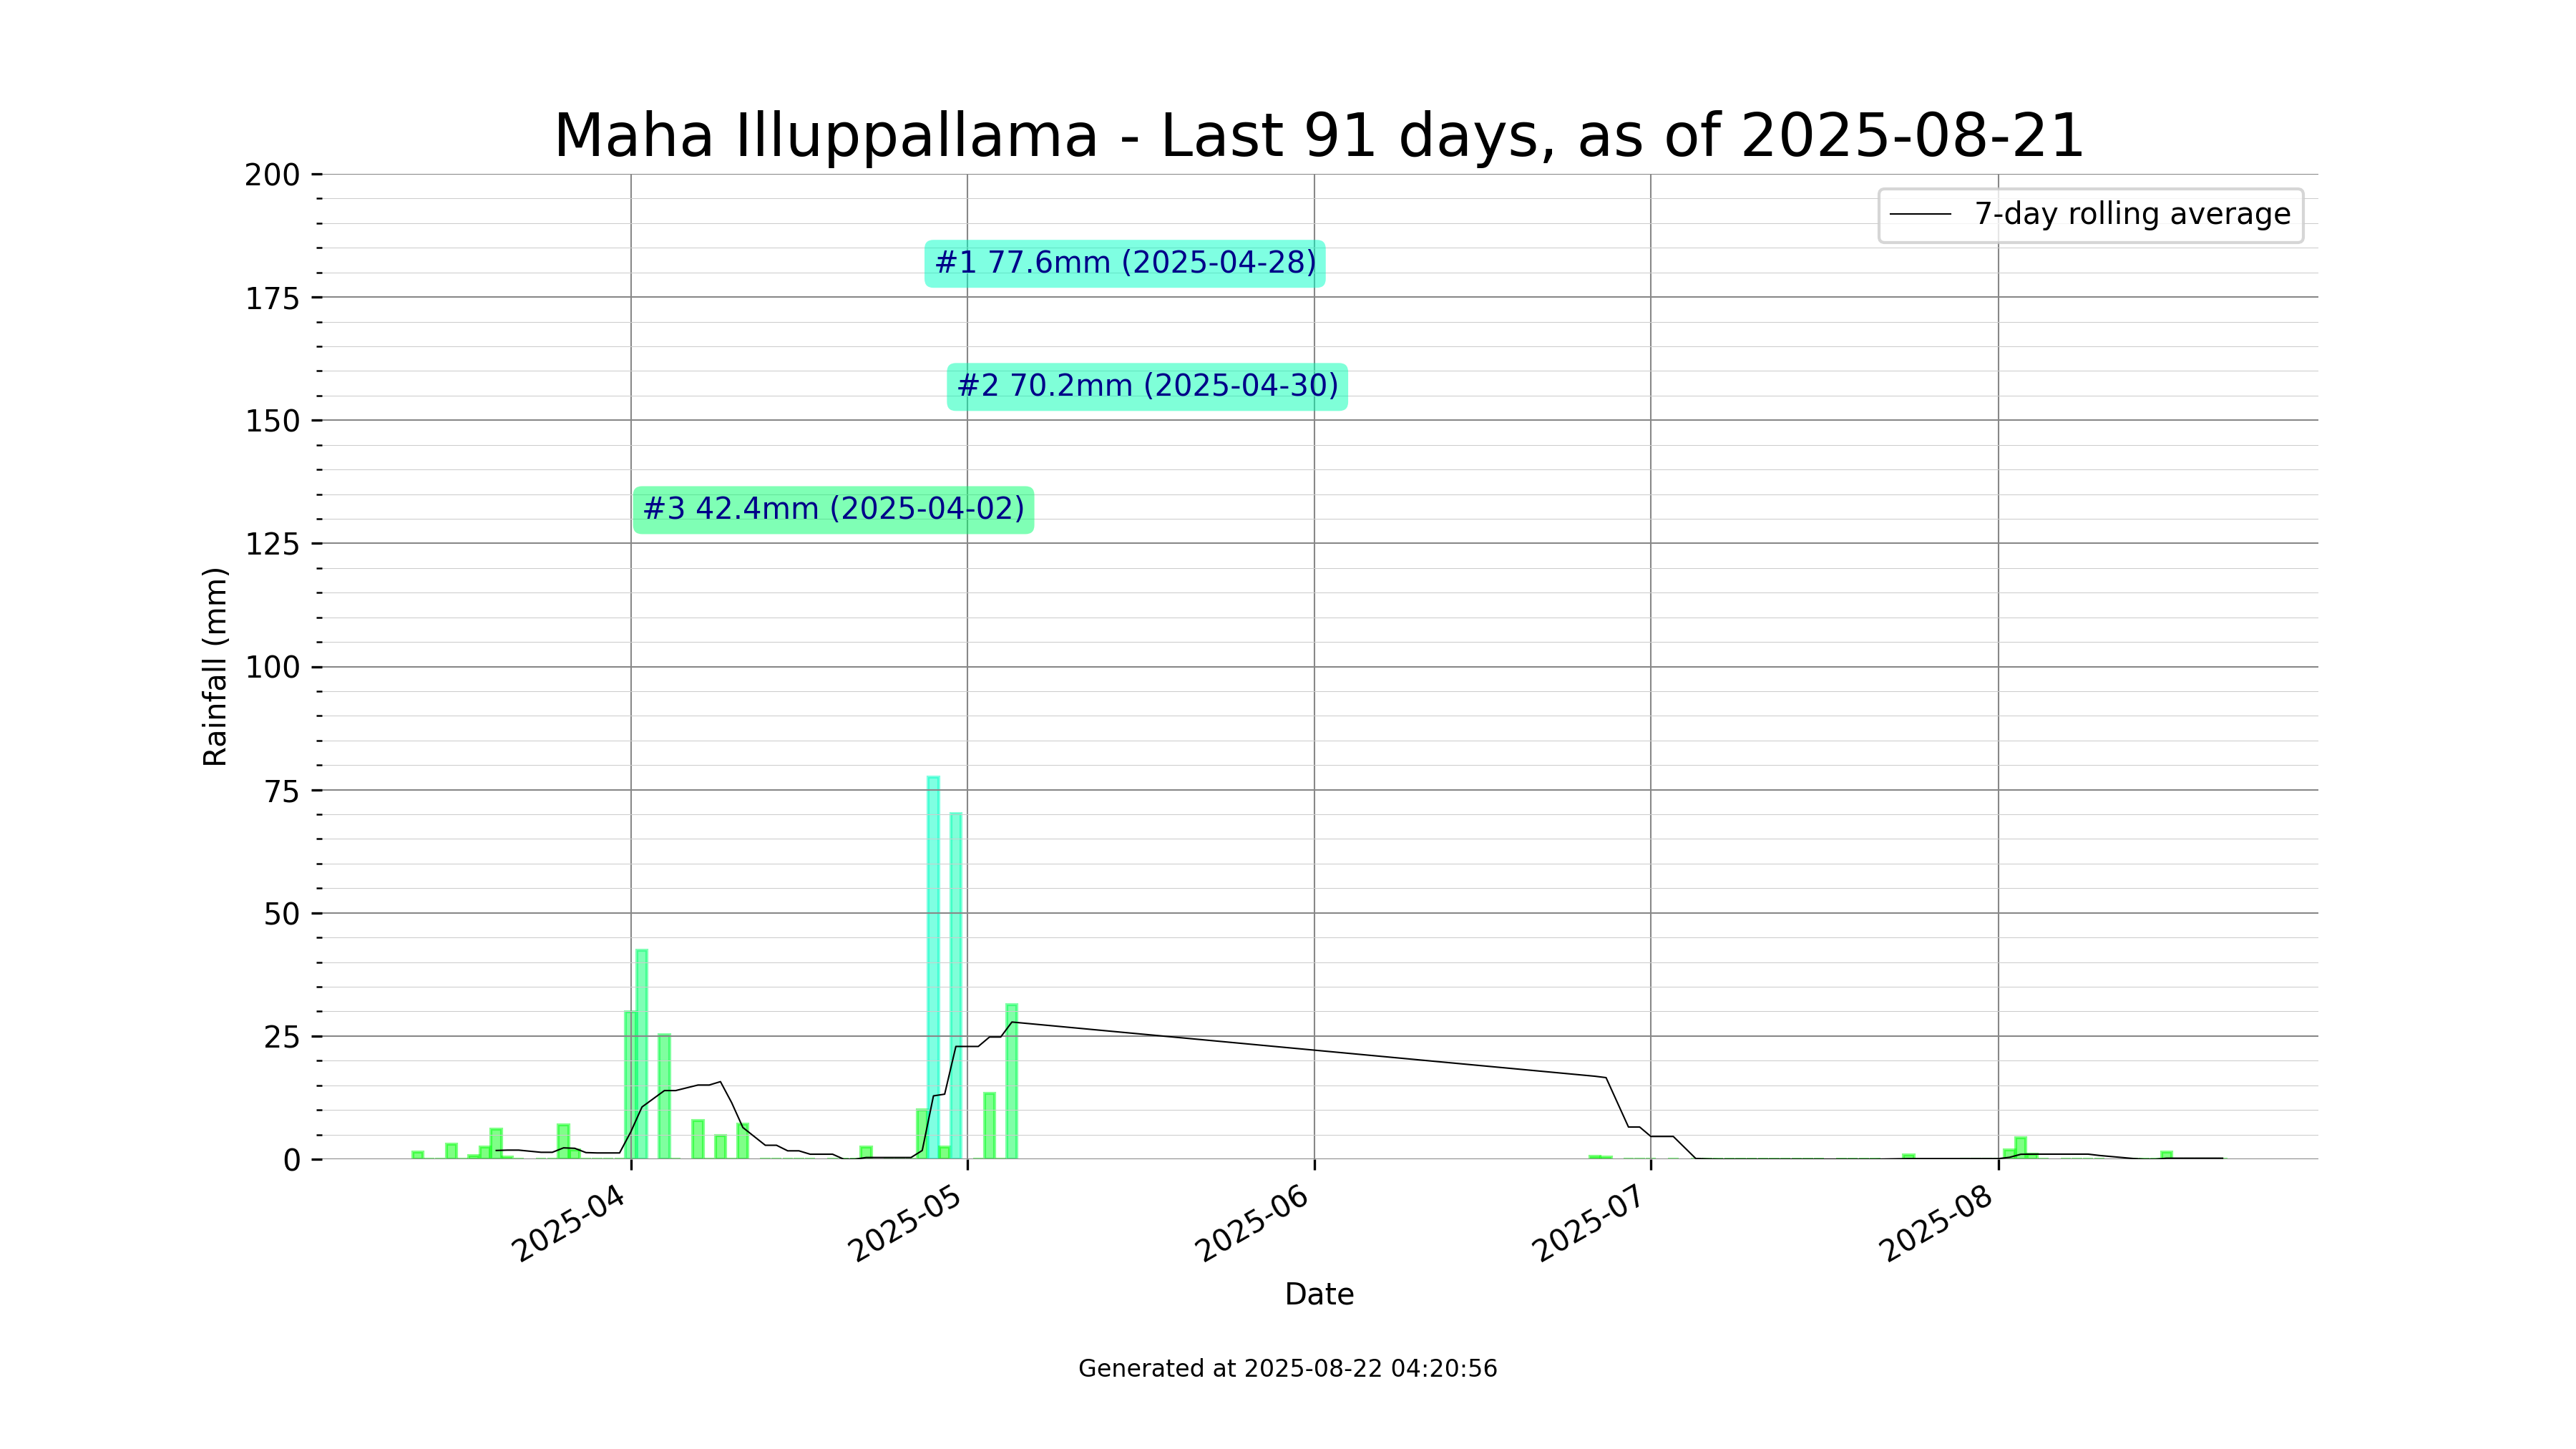 Maha Illuppallama - Last 91 days, as of 2025-08-21
7-day rolling average
#1 77.6mm (2025-04-28)
#2 70.2mm (2025-04-30)
#3 42.4mm (2025-04-02)
Rainfall (mm)
200
175
150
125
100
75
50
25
0
2025-04
2025-05
2025-06
2025-07
2025-08
Date
Generated at 2025-08-22 04:20:56